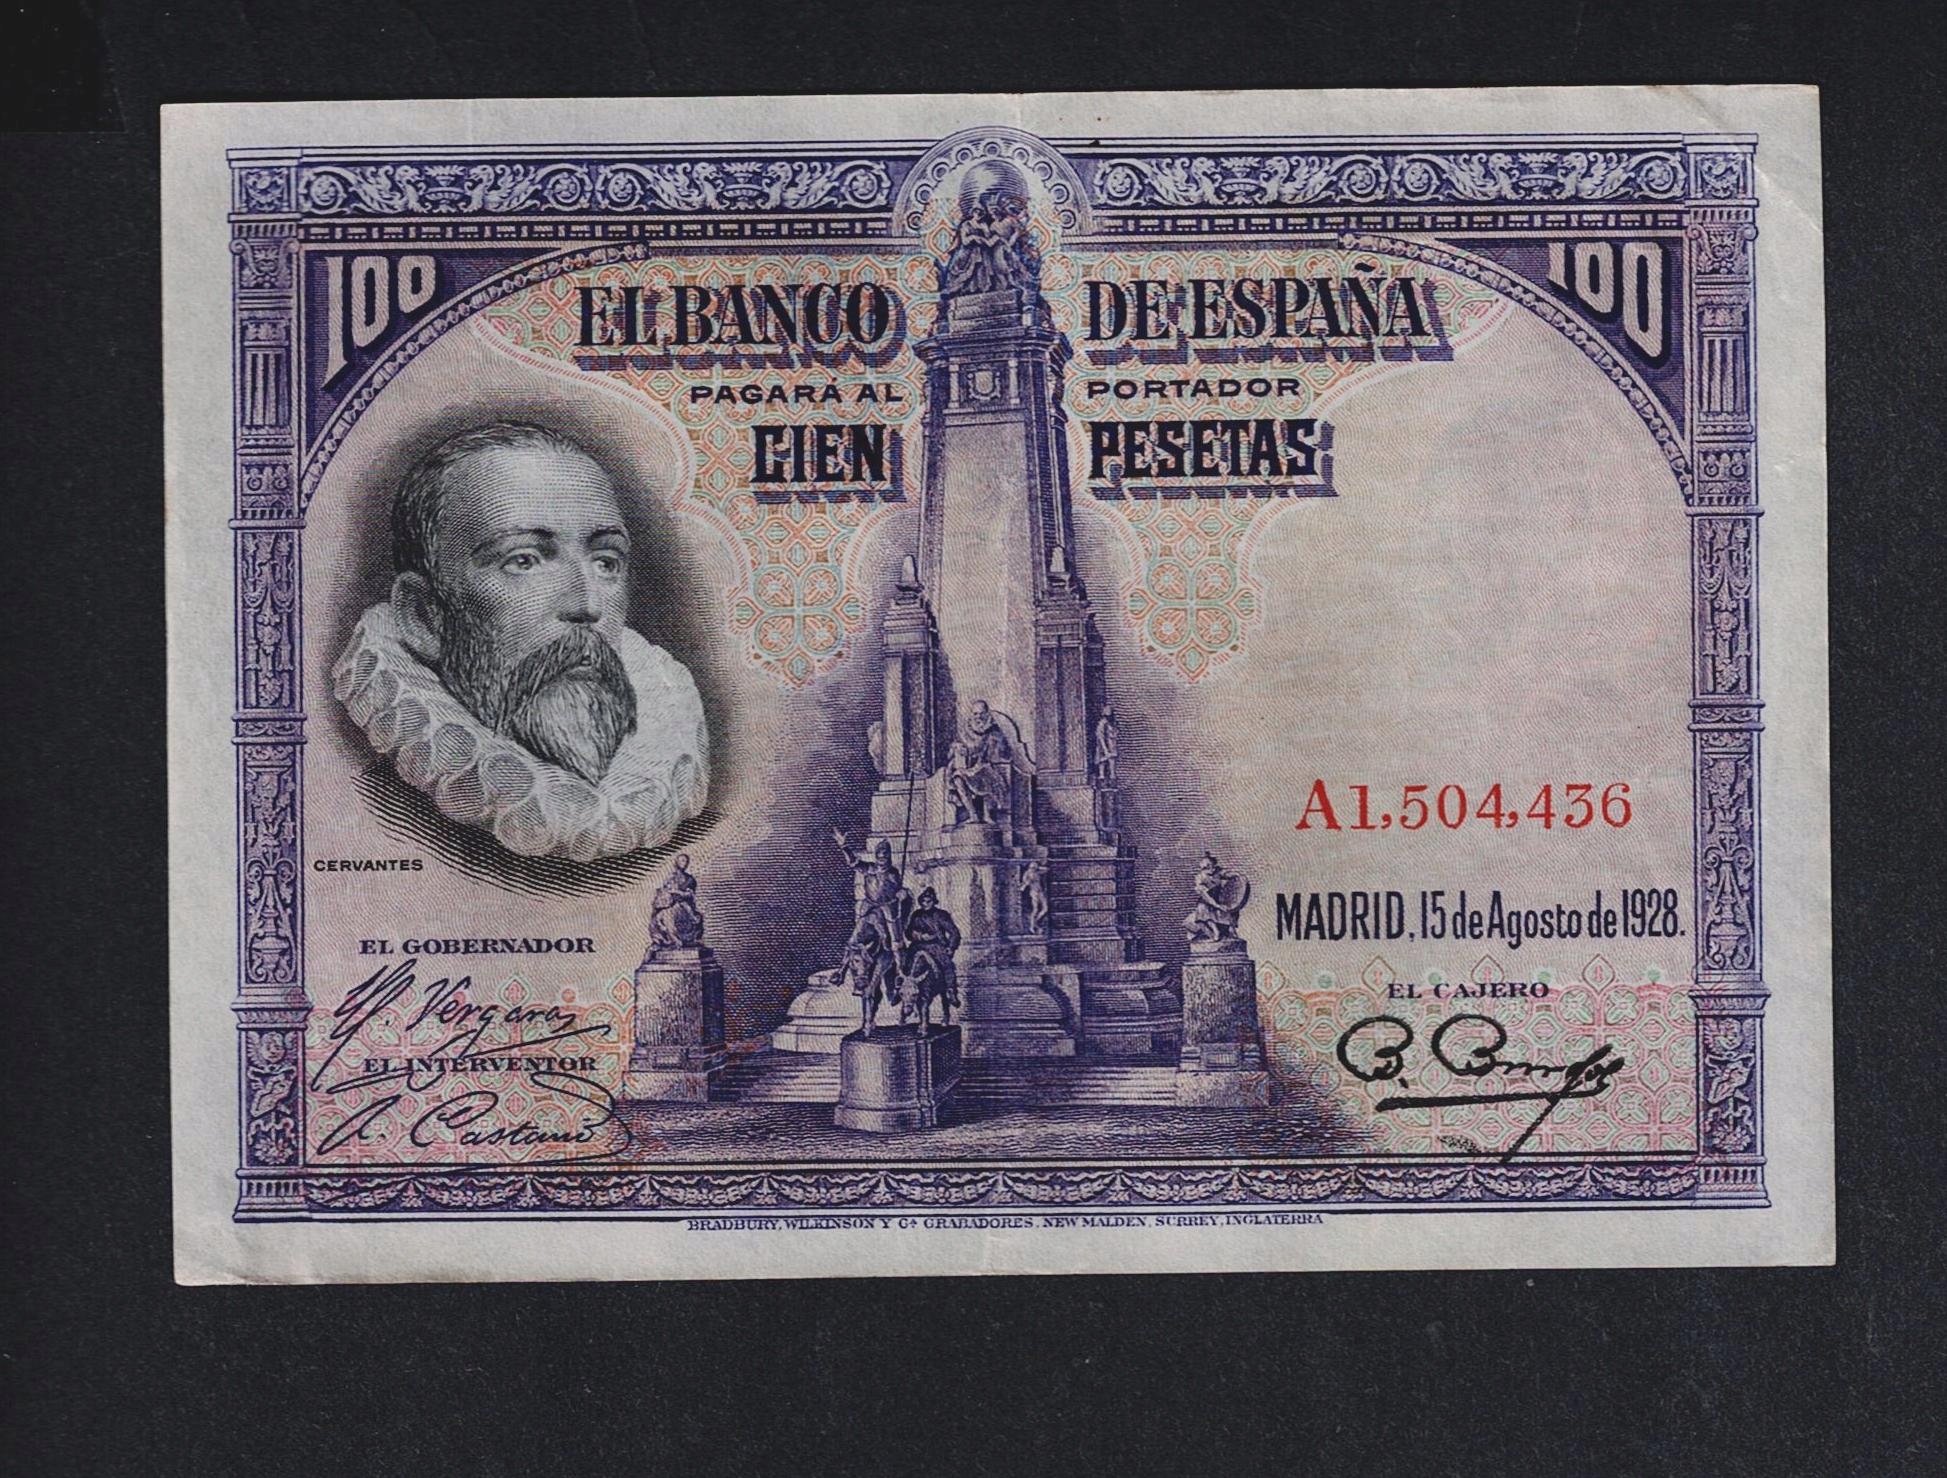 100
100
EL BANCO DE ESPAÑA
PAGARÁ AL PORTADOR
CIEN PESETAS
A1,504,436
CERVANTES
MADRID, 15 de Agosto de 1928.
EL GOBERNADOR
EL CAJERO
EL INTERVENTOR
A. Castaño
BRADBURY, WILKINSON Y Cª GRABADORES, NEW MALDEN, SURREY, INGLATERRA